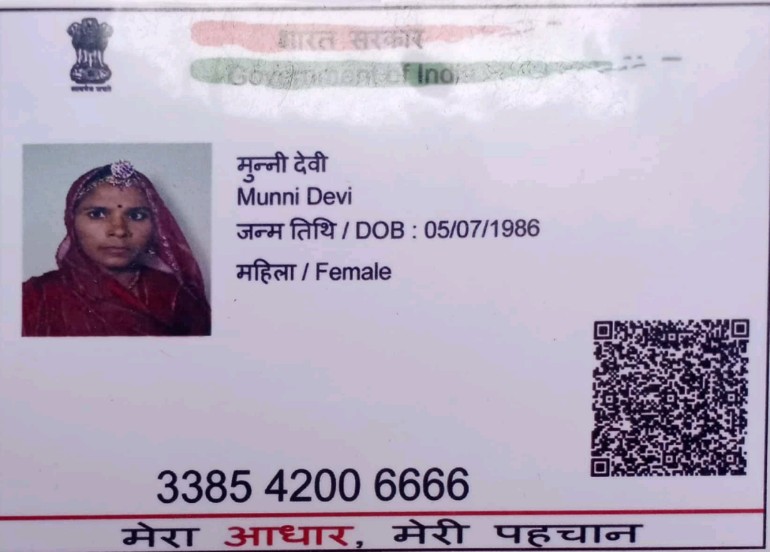 भारत सरकार
Government of India
सत्यमेव जयते
मुन्नी देवी
Munni Devi
जन्म तिथि / DOB : 05/07/1986
महिला / Female
3385 4200 6666
मेरा आधार, मेरी पहचान